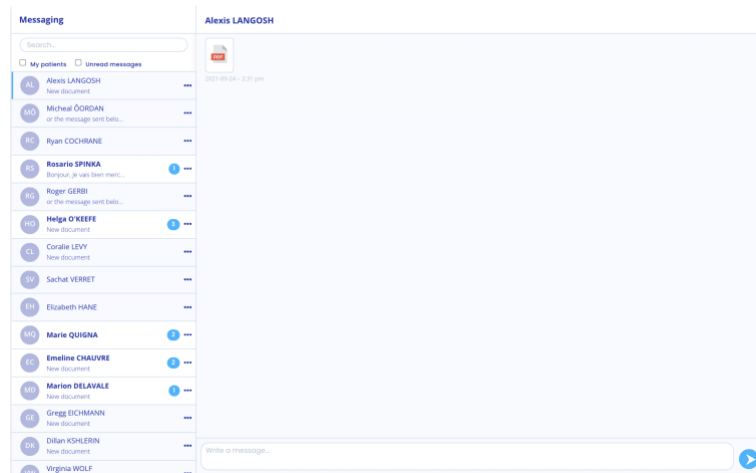 Messaging
Search...
My patients
Unread messages
AL
Alexis LANGOSH
New document
MÔ
Micheal ÔORDAN
or the message sent belo...
RC
Ryan COCHRANE
RS
Rosario SPINKA
Bonjour, je vais bien merc...
1
RG
Roger GERBI
or the message sent belo...
HO
Helga O'KEEFE
New document
3
CL
Coralie LEVY
New document
SV
Sachat VERRET
EH
Elizabeth HANE
MQ
Marie QUIGNA
2
EC
Emeline CHAUVRE
New document
2
MD
Marion DELAVALE
New document
1
GE
Gregg EICHMANN
New document
DK
Dillan KSHLERIN
New document
Virginia WOLF
Alexis LANGOSH
PDF
2021-09-24 - 3:31 pm
Write a message...